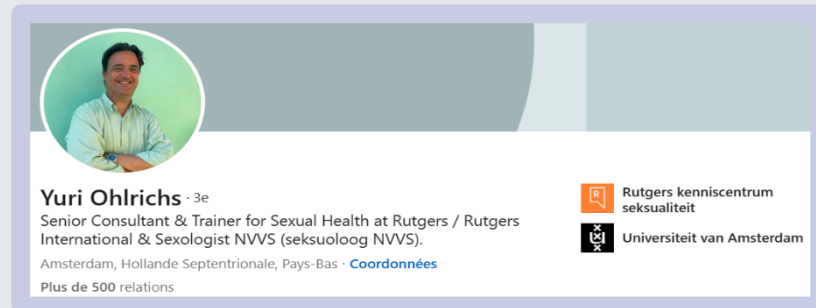 Yuri Ohlrichs · 3e
Senior Consultant & Trainer for Sexual Health at Rutgers / Rutgers
International & Sexologist NVVS (seksuoloog NVVS).
Amsterdam, Hollande Septentrionale, Pays-Bas · Coordonnées
Plus de 500 relations
R
Rutgers kenniscentrum
seksualiteit
Universiteit van Amsterdam